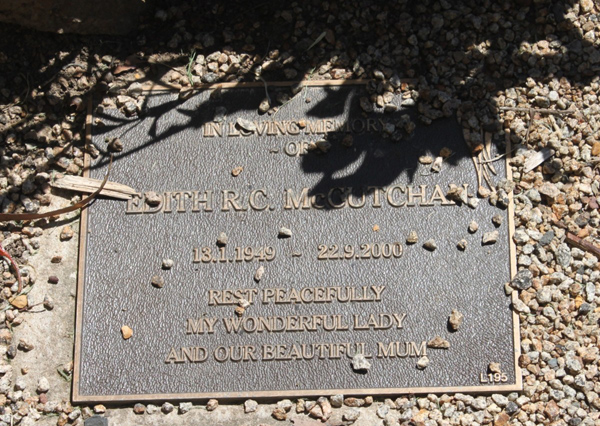 IN LOVING MEMORY
~ OF ~
EDITH R.C. McCUTCHAN
13.1.1949 ~ 22.9.2000
REST PEACEFULLY
MY WONDERFUL LADY
AND OUR BEAUTIFUL MUM
L195